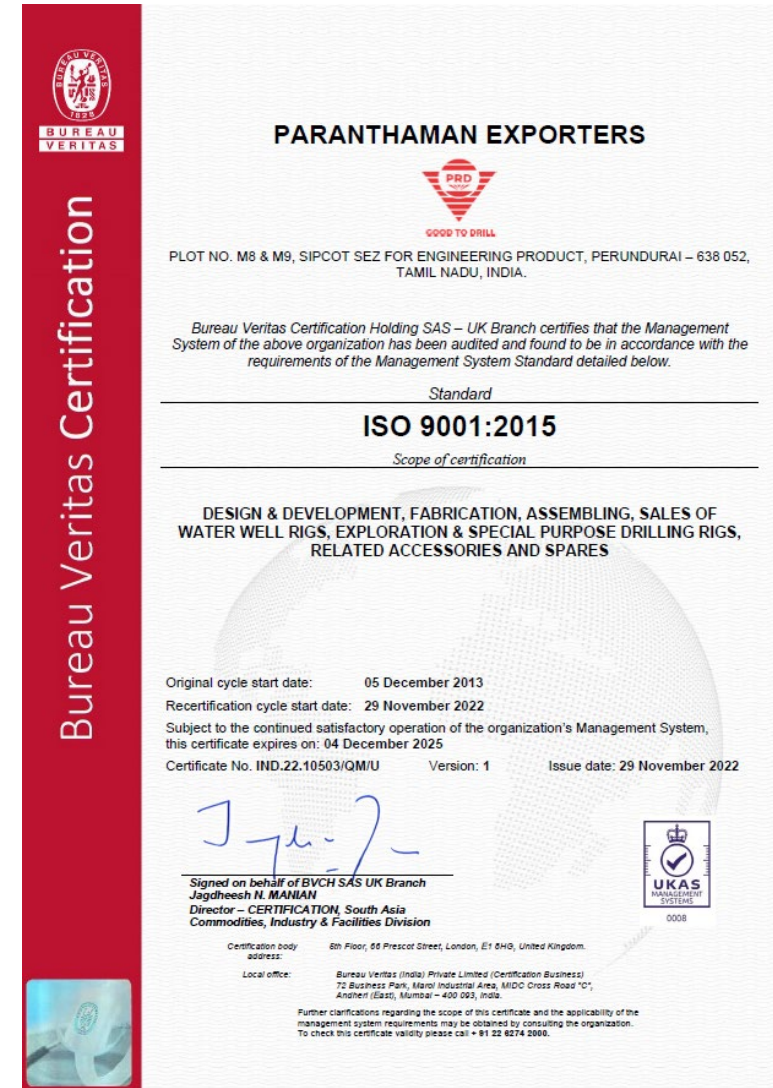 BUREAU VERITAS
1828
BUREAU
VERITAS
Bureau Veritas Certification
PARANTHAMAN EXPORTERS
PRD
GOOD TO DRILL
PLOT NO. M8 & M9, SIPCOT SEZ FOR ENGINEERING PRODUCT, PERUNDURAI – 638 052,
TAMIL NADU, INDIA.
Bureau Veritas Certification Holding SAS – UK Branch certifies that the Management
System of the above organization has been audited and found to be in accordance with the
requirements of the Management System Standard detailed below.
Standard
ISO 9001:2015
Scope of certification
DESIGN & DEVELOPMENT, FABRICATION, ASSEMBLING, SALES OF
WATER WELL RIGS, EXPLORATION & SPECIAL PURPOSE DRILLING RIGS,
RELATED ACCESSORIES AND SPARES
Original cycle start date: 05 December 2013
Recertification cycle start date: 29 November 2022
Subject to the continued satisfactory operation of the organization's Management System,
this certificate expires on: 04 December 2025
Certificate No. IND.22.10503/QM/U Version: 1 Issue date: 29 November 2022
Signed on behalf of BVCH SAS UK Branch
Jagdheesh N. MANIAN
Director – CERTIFICATION, South Asia
Commodities, Industry & Facilities Division
UKAS
MANAGEMENT
SYSTEMS
0008
Certification body
address: 6th Floor, 66 Prescot Street, London, E1 8HG, United Kingdom.
Local office: Bureau Veritas (India) Private Limited (Certification Business)
72 Business Park, Marol Industrial Area, MIDC Cross Road "C",
Andheri (East), Mumbai – 400 093, India.
Further clarifications regarding the scope of this certificate and the applicability of the
management system requirements may be obtained by consulting the organization.
To check this certificate validity please call + 91 22 6274 2000.